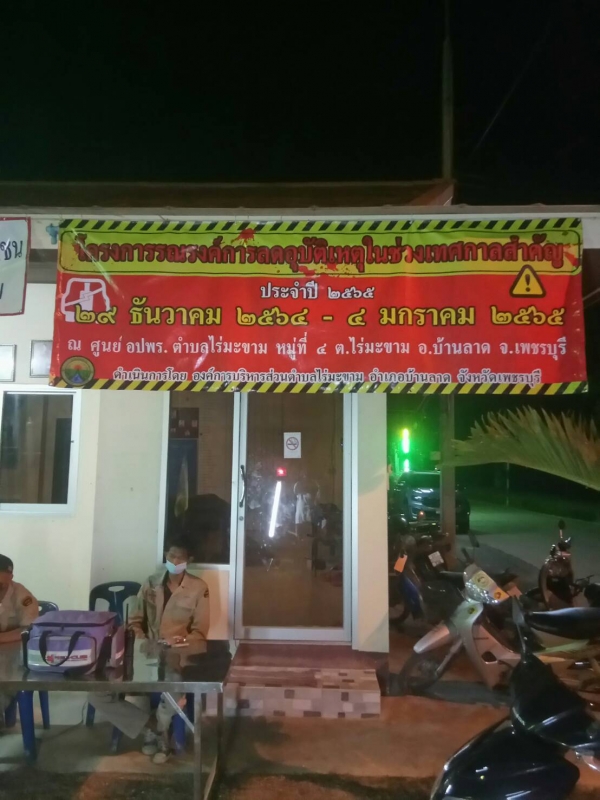 โครงการรณรงค์การลดอุบัติเหตุในช่วงเทศกาลสำคัญ
ประจำปี ๒๕๖๕
๒๙ ธันวาคม ๒๕๖๔ - ๔ มกราคม ๒๕๖๕
ณ ศูนย์ อปพร. ตำบลไร่มะขาม หมู่ที่ ๔ ต.ไร่มะขาม อ.บ้านลาด จ.เพชรบุรี
ดำเนินการโดย องค์การบริหารส่วนตำบลไร่มะขาม อำเภอบ้านลาด จังหวัดเพชรบุรี